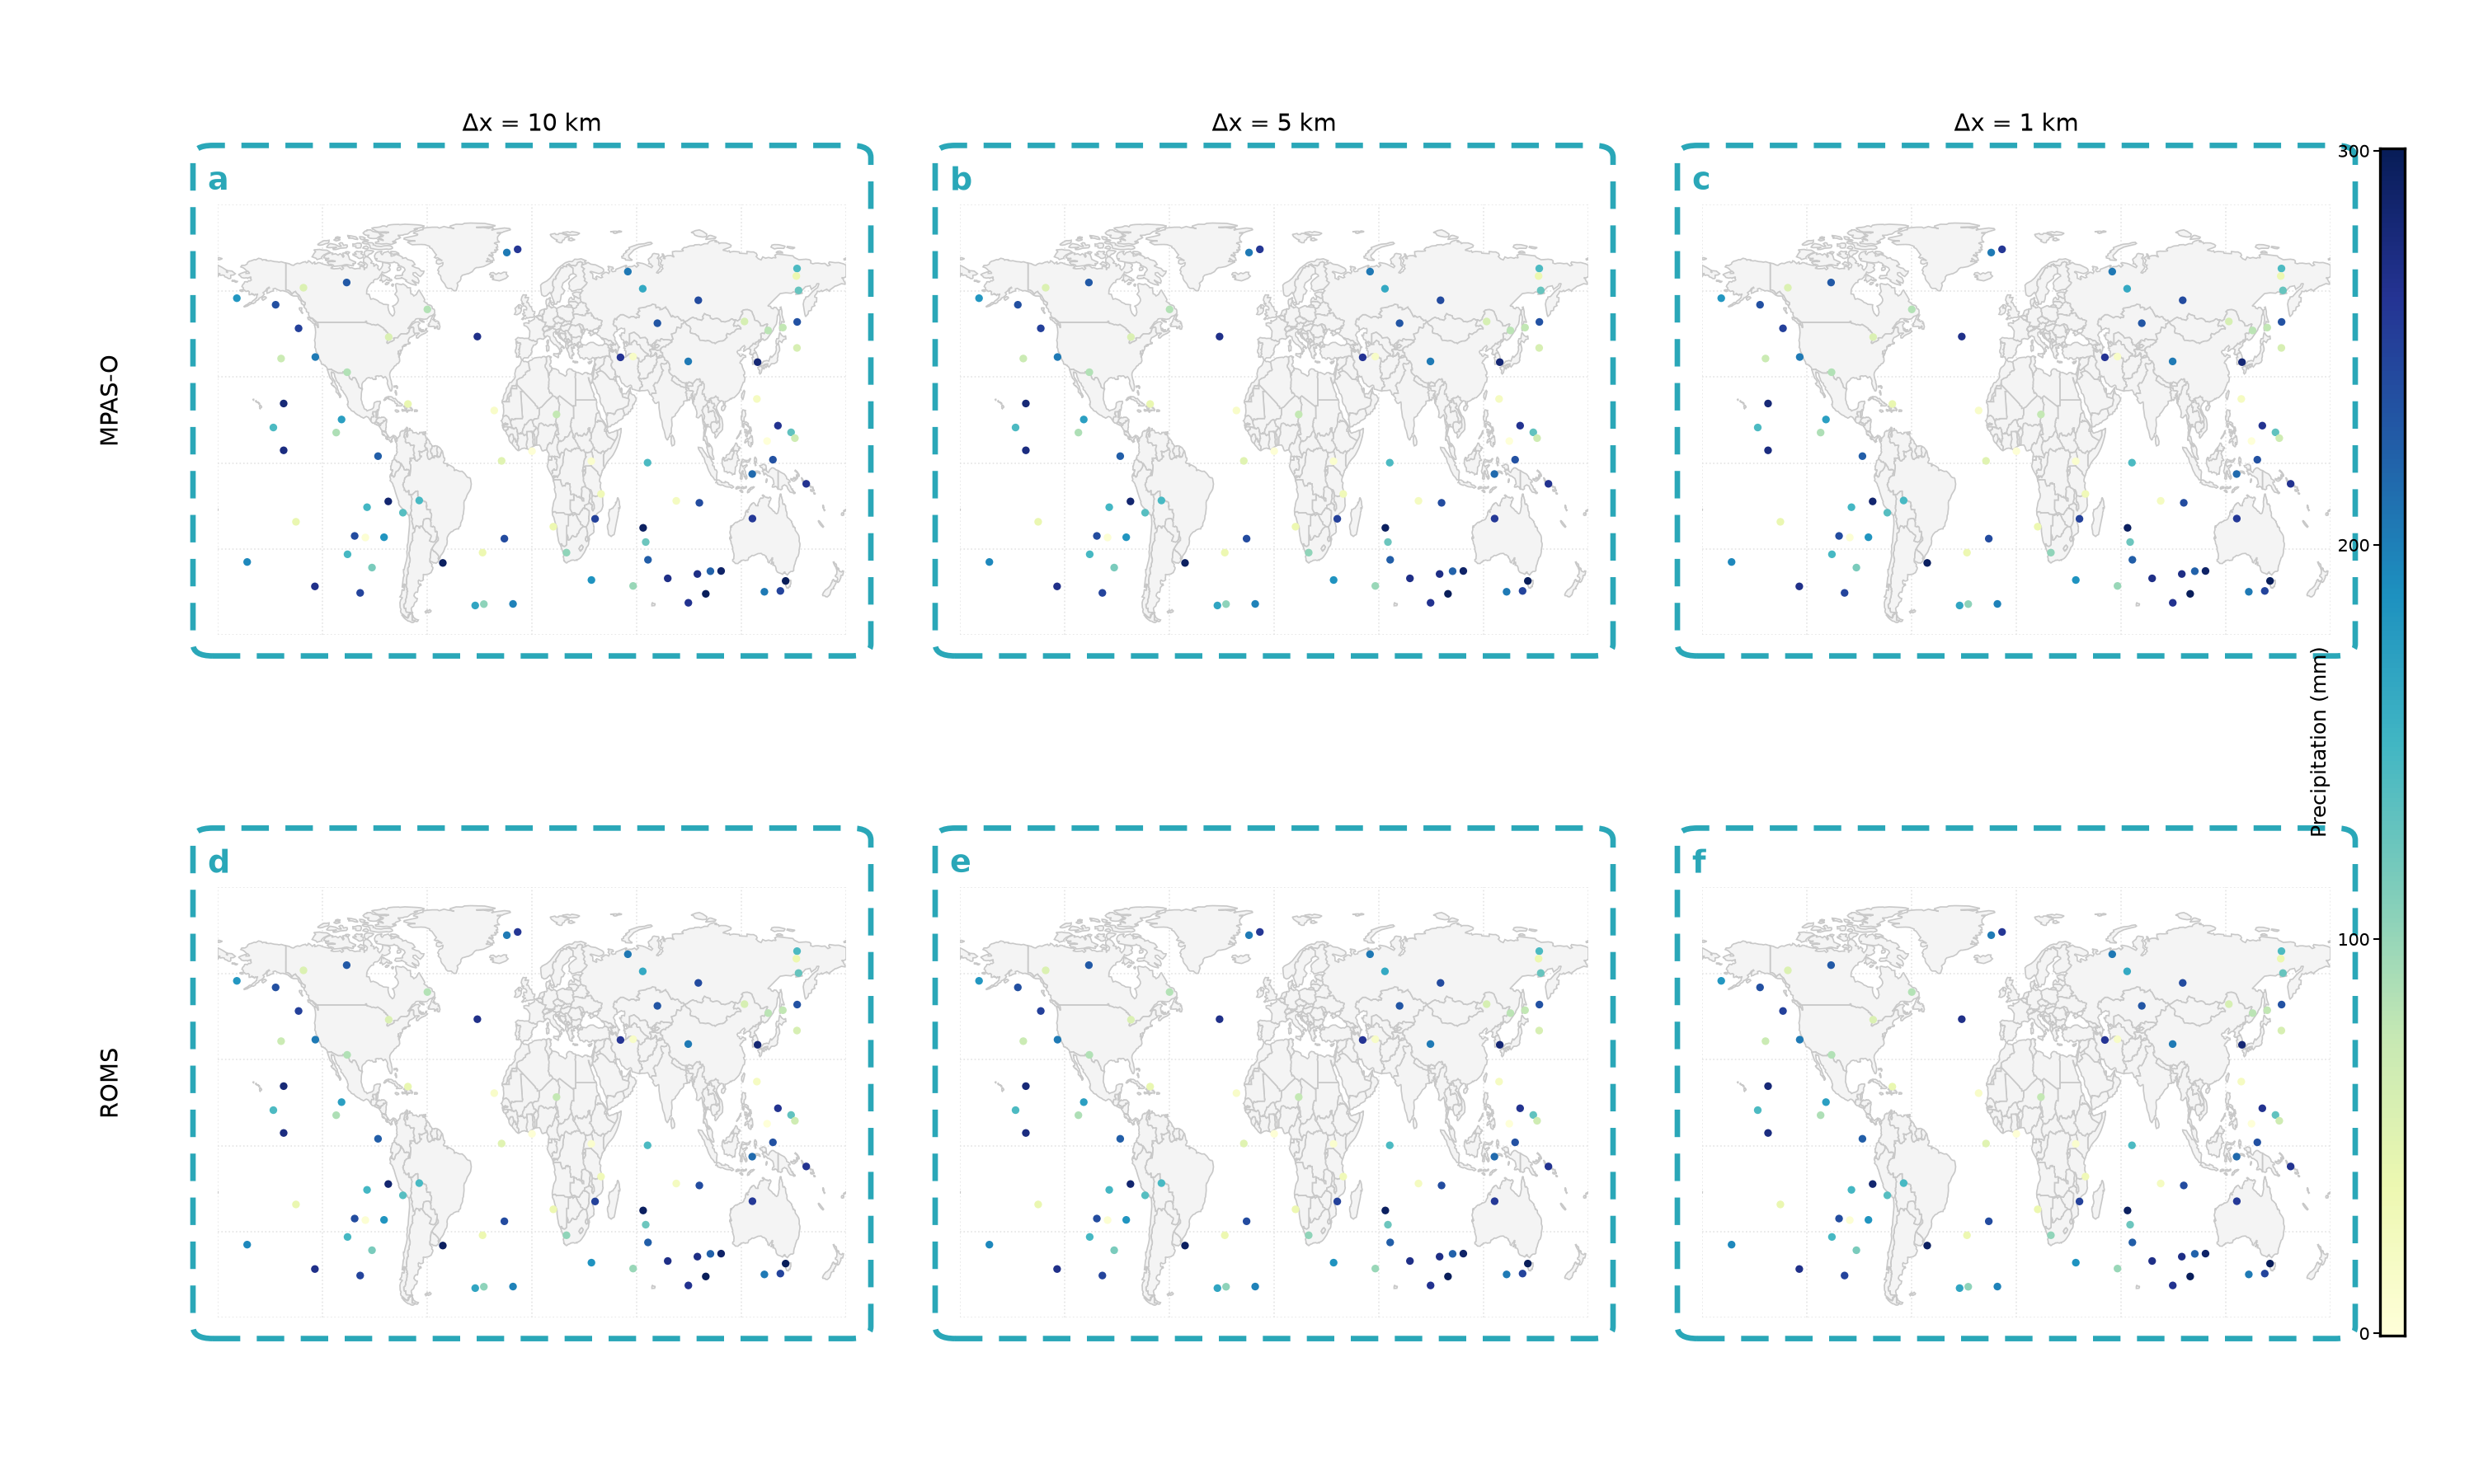 Δx = 10 km
Δx = 5 km
Δx = 1 km
a
b
c
MPAS-O
d
e
f
ROMS
300
200
100
0
Precipitation (mm)